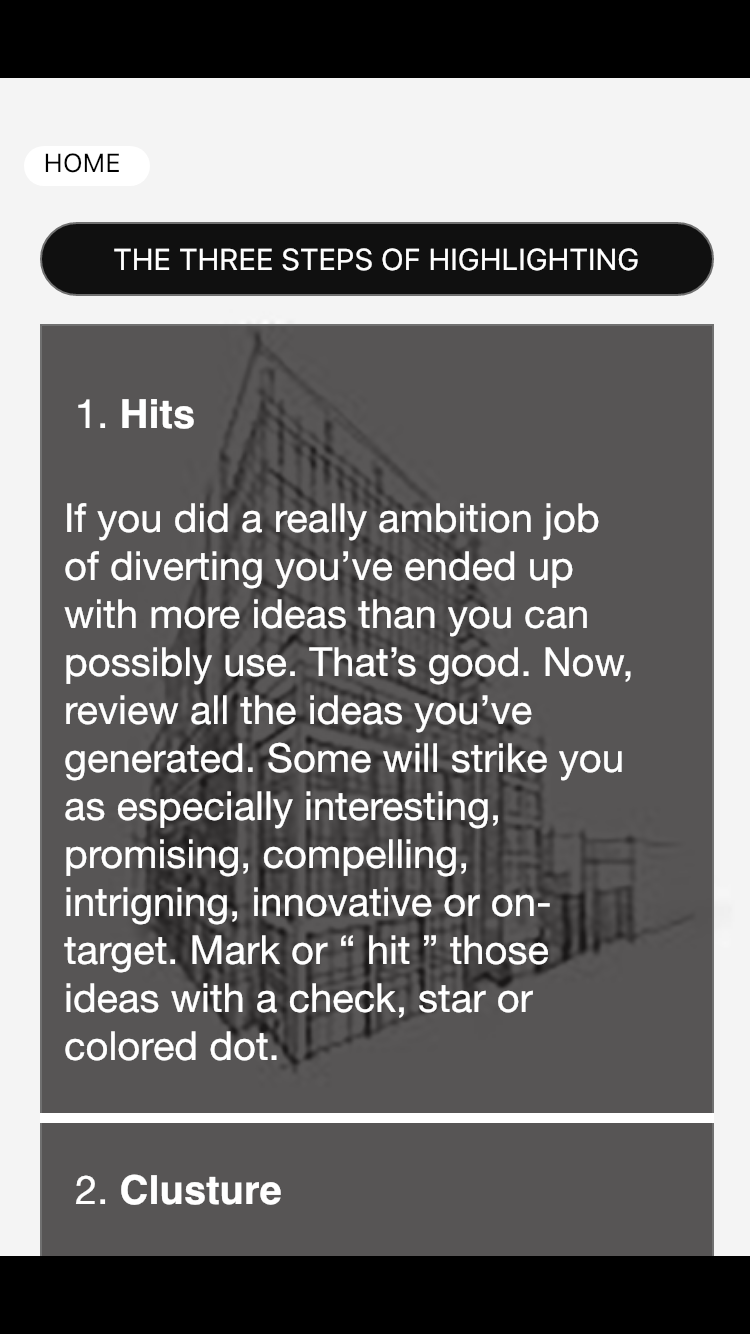 HOME
THE THREE STEPS OF HIGHLIGHTING
1. Hits
If you did a really ambition job
of diverting you’ve ended up
with more ideas than you can
possibly use. That’s good. Now,
review all the ideas you’ve
generated. Some will strike you
as especially interesting,
promising, compelling,
intrigning, innovative or on-
target. Mark or “ hit ” those
ideas with a check, star or
colored dot.
2. Clusture